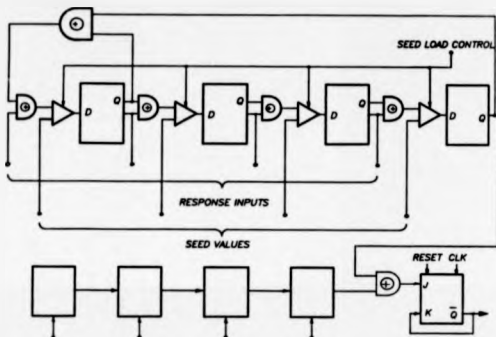 SEED LOAD CONTROL
Q
Q
Q
Q
D
D
D
D
RESPONSE INPUTS
SEED VALUES
RESET CLK
J
K
Q̅